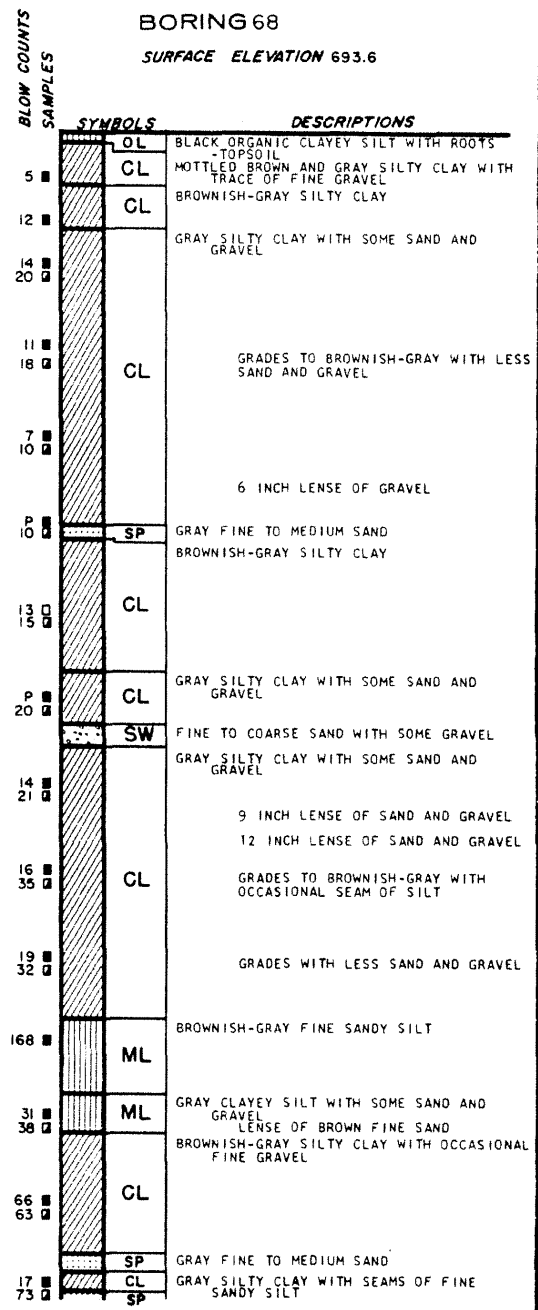 BORING 68
SURFACE ELEVATION 693.6
BLOW COUNTS
SAMPLES
SYMBOLS DESCRIPTIONS
OL BLACK ORGANIC CLAYEY SILT WITH ROOTS
-TOPSOIL
CL MOTTLED BROWN AND GRAY SILTY CLAY WITH
5 TRACE OF FINE GRAVEL
CL BROWNISH-GRAY SILTY CLAY
12
GRAY SILTY CLAY WITH SOME SAND AND
GRAVEL
14
20
11
18 GRADES TO BROWNISH-GRAY WITH LESS
CL SAND AND GRAVEL
7
10
6 INCH LENSE OF GRAVEL
P
10 SP GRAY FINE TO MEDIUM SAND
BROWNISH-GRAY SILTY CLAY
CL
13
15
GRAY SILTY CLAY WITH SOME SAND AND
P CL GRAVEL
20
SW FINE TO COARSE SAND WITH SOME GRAVEL
GRAY SILTY CLAY WITH SOME SAND AND
GRAVEL
14
21
9 INCH LENSE OF SAND AND GRAVEL
12 INCH LENSE OF SAND AND GRAVEL
16
35 CL GRADES TO BROWNISH-GRAY WITH
OCCASIONAL SEAM OF SILT
19
32 GRADES WITH LESS SAND AND GRAVEL
BROWNISH-GRAY FINE SANDY SILT
168
ML
ML GRAY CLAYEY SILT WITH SOME SAND AND
31 GRAVEL
38 LENSE OF BROWN FINE SAND
BROWNISH-GRAY SILTY CLAY WITH OCCASIONAL
FINE GRAVEL
CL
66
63
SP GRAY FINE TO MEDIUM SAND
17 CL GRAY SILTY CLAY WITH SEAMS OF FINE
73 SANDY SILT
SP